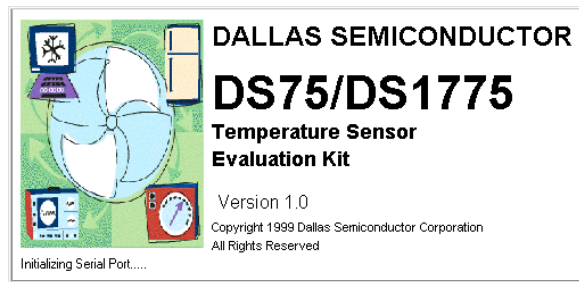 DALLAS SEMICONDUCTOR
DS75/DS1775
Temperature Sensor
Evaluation Kit
Version 1.0
Copyright 1999 Dallas Semiconductor Corporation
All Rights Reserved
Initializing Serial Port.....